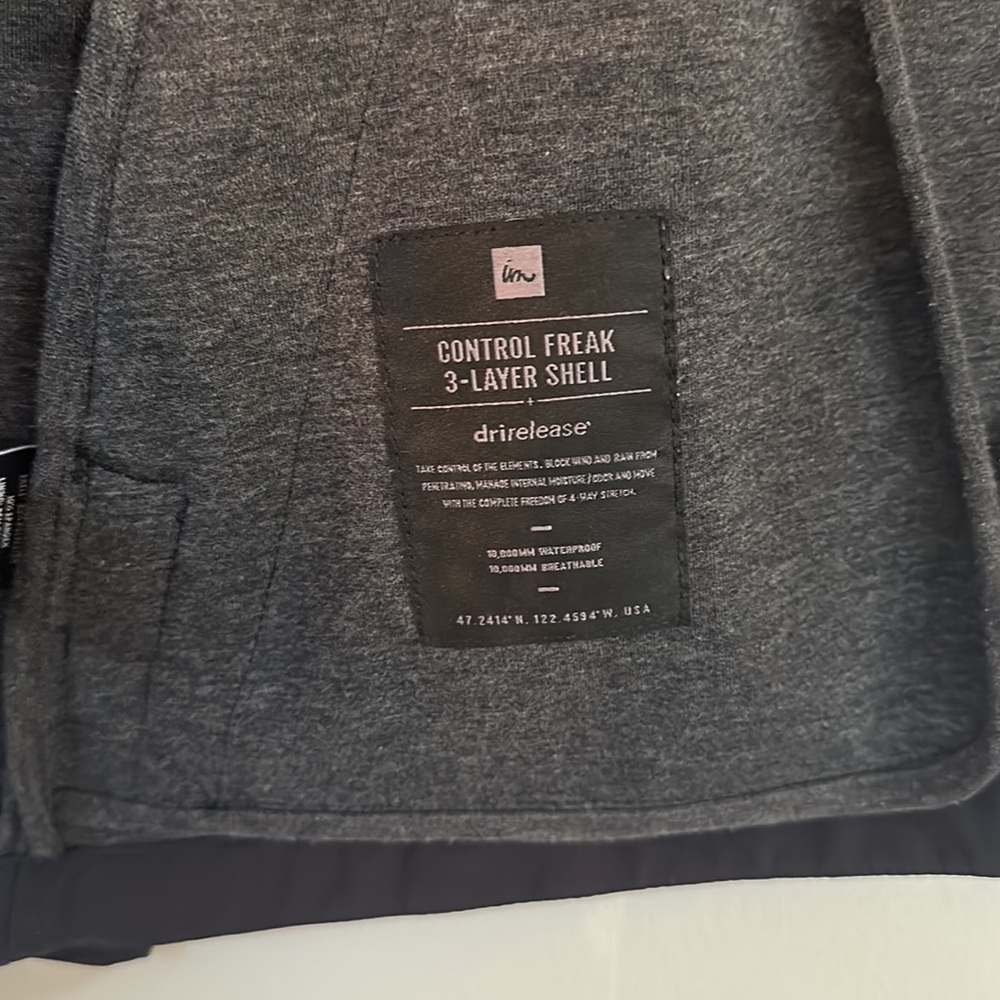 im
CONTROL FREAK
3-LAYER SHELL
+
drirelease®
TAKE CONTROL OF THE ELEMENTS. BLOCK WIND AND RAIN FROM
PENETRATING, MANAGE INTERNAL MOISTURE/ODOR AND MOVE
WITH THE COMPLETE FREEDOM OF 4-WAY STRETCH.
10,000MM WATERPROOF
10,000MM BREATHABLE
47.2414°N, 122.4594°W, USA